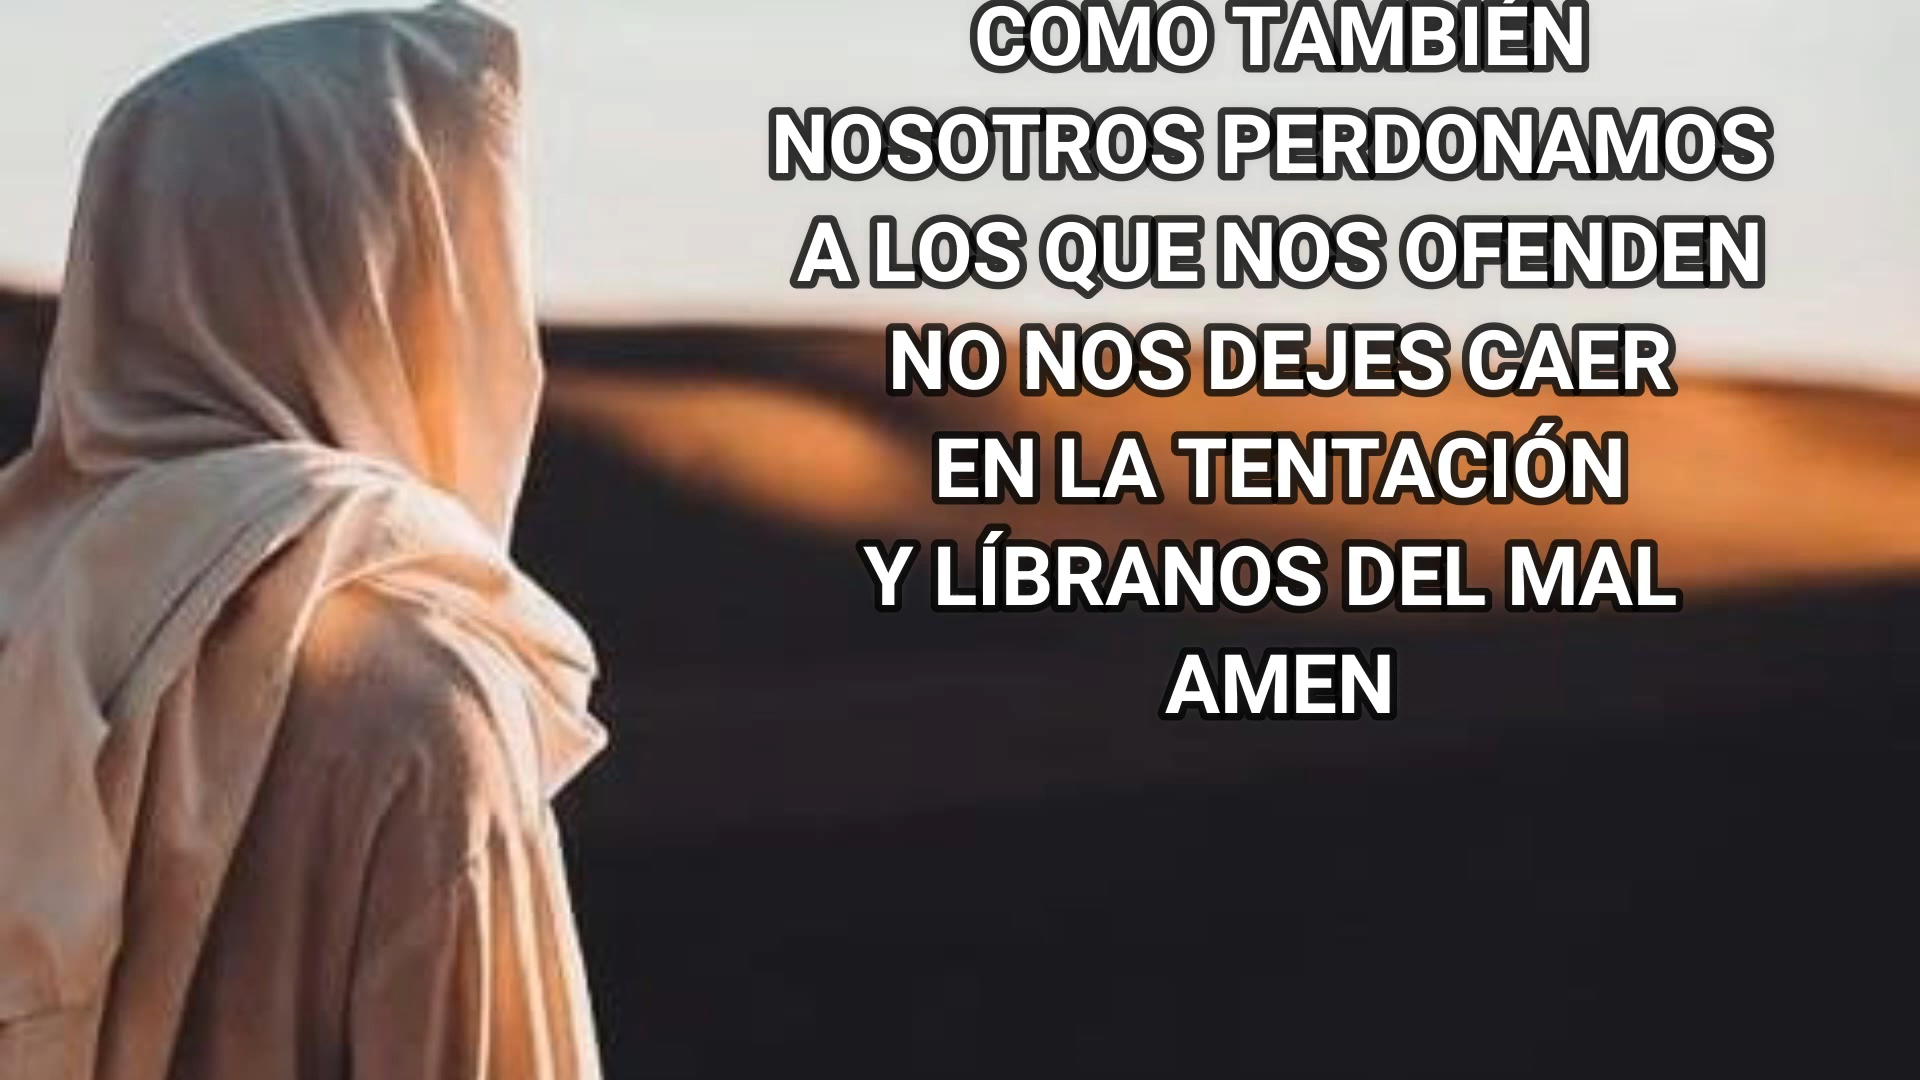 COMO TAMBIÉN
NOSOTROS PERDONAMOS
A LOS QUE NOS OFENDEN
NO NOS DEJES CAER
EN LA TENTACIÓN
Y LÍBRANOS DEL MAL
AMEN